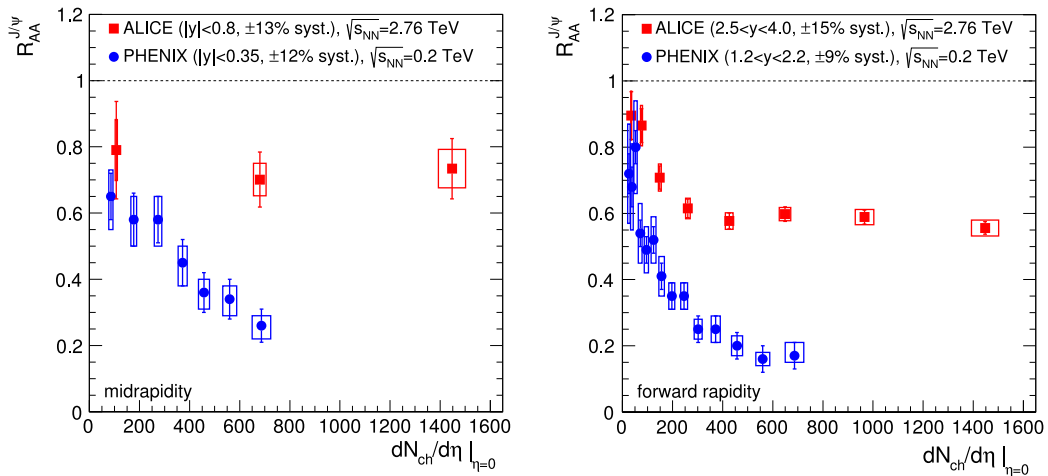 R_AA^J/ψ
1.2
1
0.8
0.6
0.4
0.2
0
ALICE (|y|<0.8, ±13% syst.), √s_NN=2.76 TeV
PHENIX (|y|<0.35, ±12% syst.), √s_NN=0.2 TeV
midrapidity
0 200 400 600 800 1000 1200 1400 1600
dN_ch/dη |_η=0
R_AA^J/ψ
1.2
1
0.8
0.6
0.4
0.2
0
ALICE (2.5<y<4.0, ±15% syst.), √s_NN=2.76 TeV
PHENIX (1.2<y<2.2, ±9% syst.), √s_NN=0.2 TeV
forward rapidity
0 200 400 600 800 1000 1200 1400 1600
dN_ch/dη |_η=0